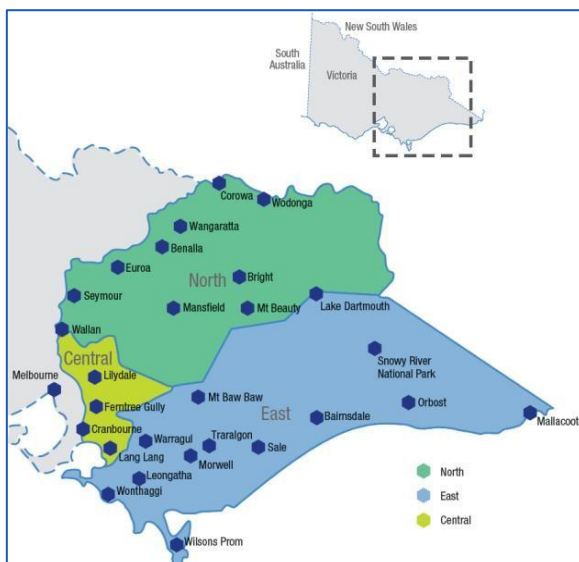 New South Wales
South
Australia
Victoria
Corowa
Wodonga
Wangaratta
Benalla
Euroa
North
Bright
Seymour
Mansfield
Mt Beauty
Lake Dartmouth
Wallan
Central
Melbourne
Lilydale
Snowy River
National Park
Mt Baw Baw
Ferntree Gully
East
Bairnsdale
Orbost
Mallacoot
Cranbourne
Warragul
Traralgon
Sale
Lang Lang
Morwell
Leongatha
Wonthaggi
Wilsons Prom
North
East
Central